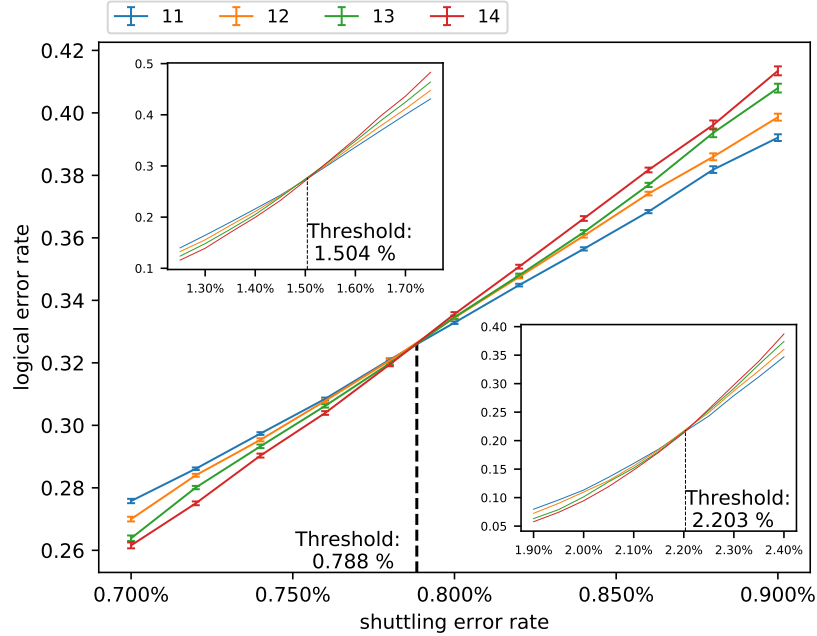 11 12 13 14
0.42
0.40
0.38
0.36
0.34
0.32
0.30
0.28
0.26
logical error rate
0.5
0.4
0.3
0.2
0.1
Threshold:
1.504 %
1.30% 1.40% 1.50% 1.60% 1.70%
0.40
0.35
0.30
0.25
0.20
0.15
0.10
0.05
Threshold:
2.203 %
1.90% 2.00% 2.10% 2.20% 2.30% 2.40%
Threshold:
0.788 %
0.700% 0.750% 0.800% 0.850% 0.900%
shuttling error rate